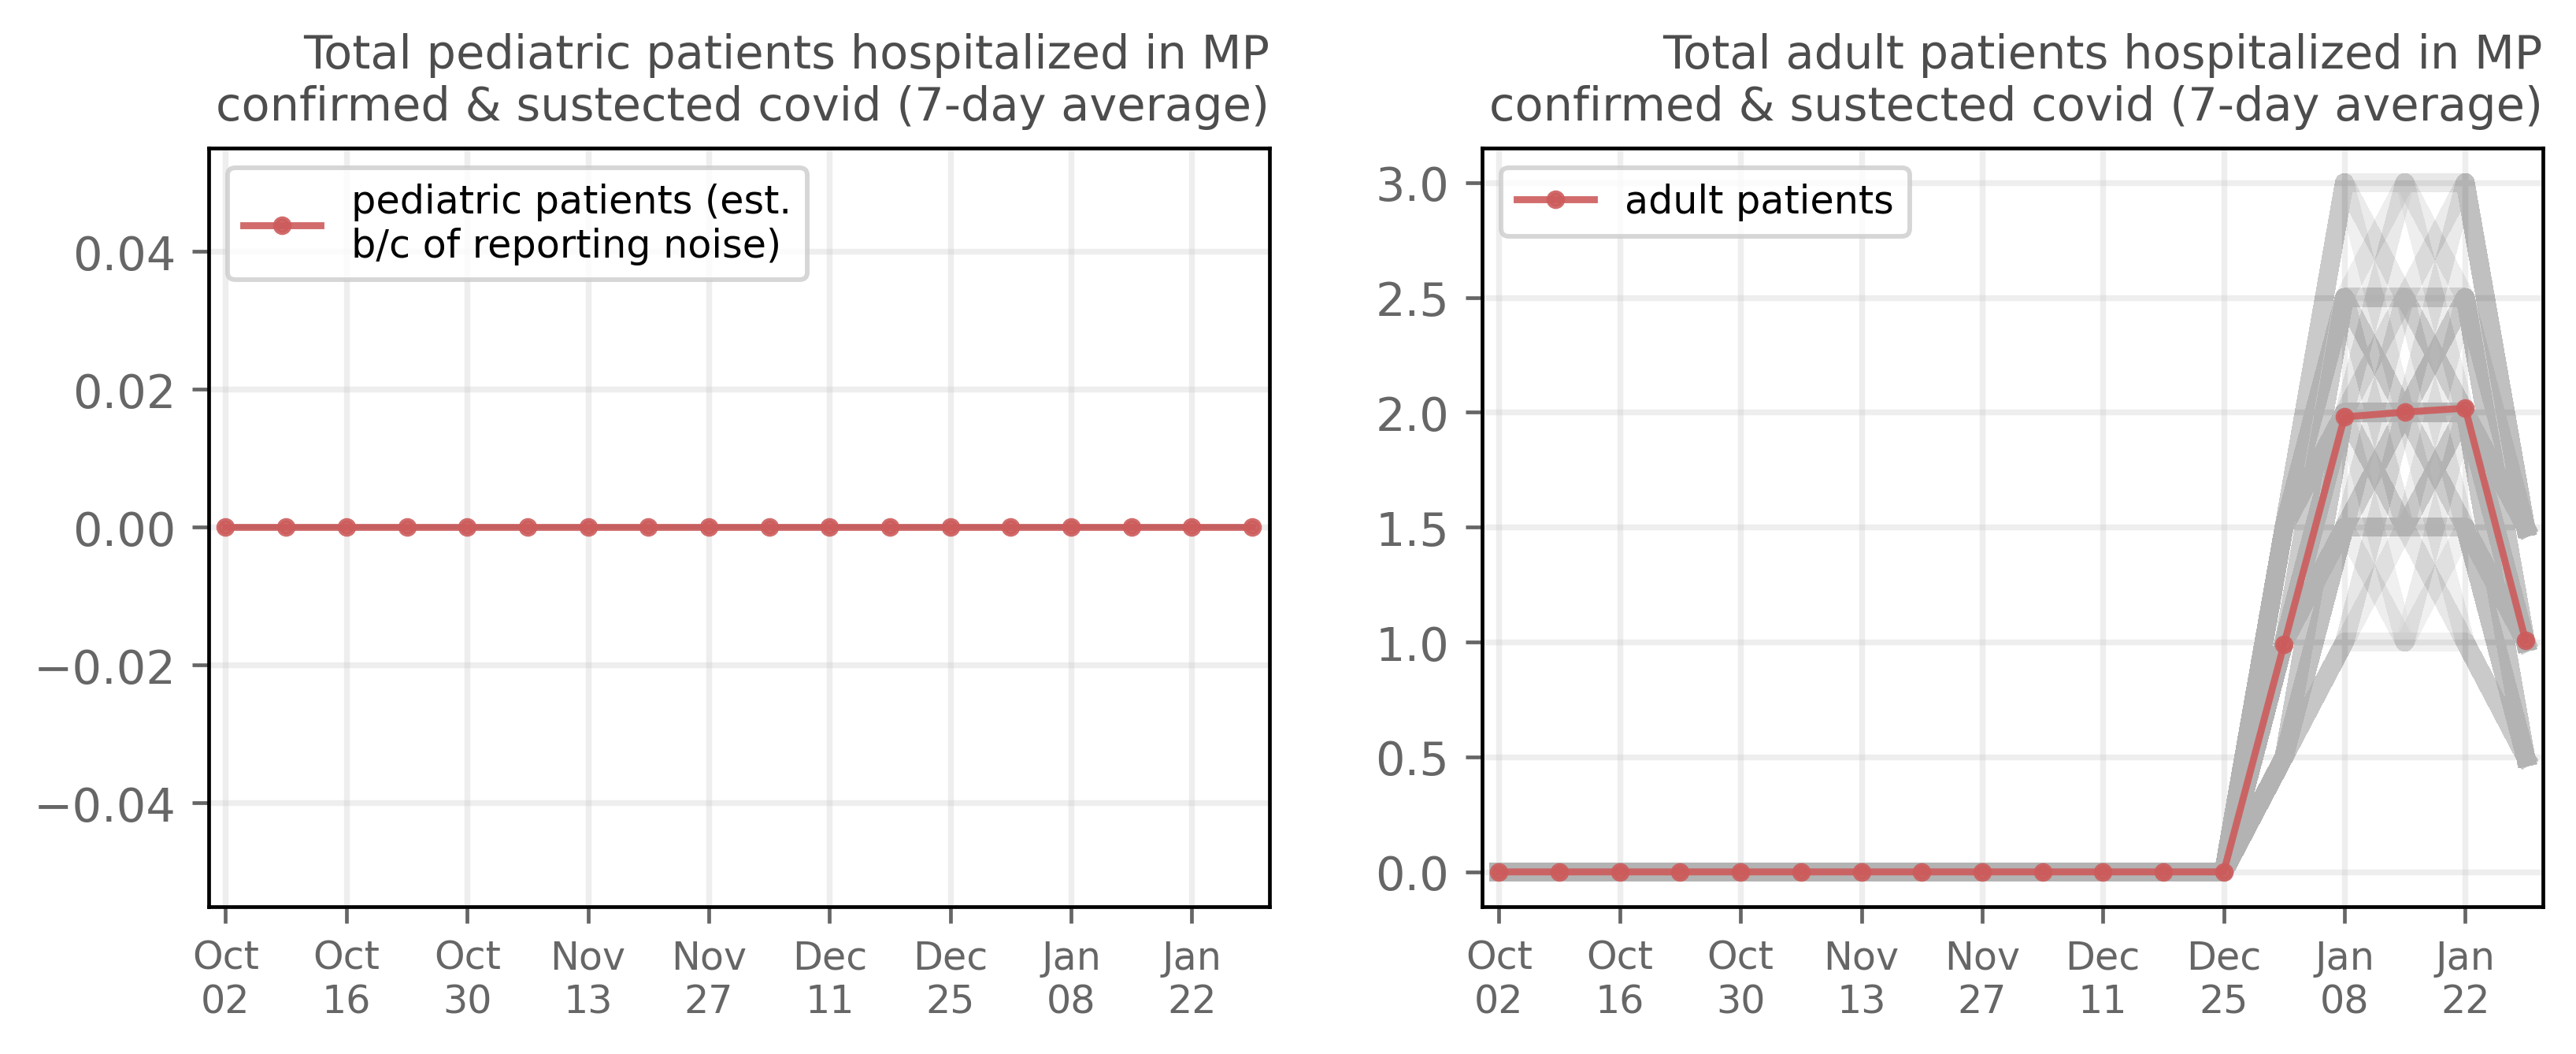 Total pediatric patients hospitalized in MP
confirmed & sustected covid (7-day average)
pediatric patients (est.
b/c of reporting noise)
0.04
0.02
0.00
−0.02
−0.04
Oct
02
Oct
16
Oct
30
Nov
13
Nov
27
Dec
11
Dec
25
Jan
08
Jan
22
Total adult patients hospitalized in MP
confirmed & sustected covid (7-day average)
adult patients
3.0
2.5
2.0
1.5
1.0
0.5
0.0
Oct
02
Oct
16
Oct
30
Nov
13
Nov
27
Dec
11
Dec
25
Jan
08
Jan
22